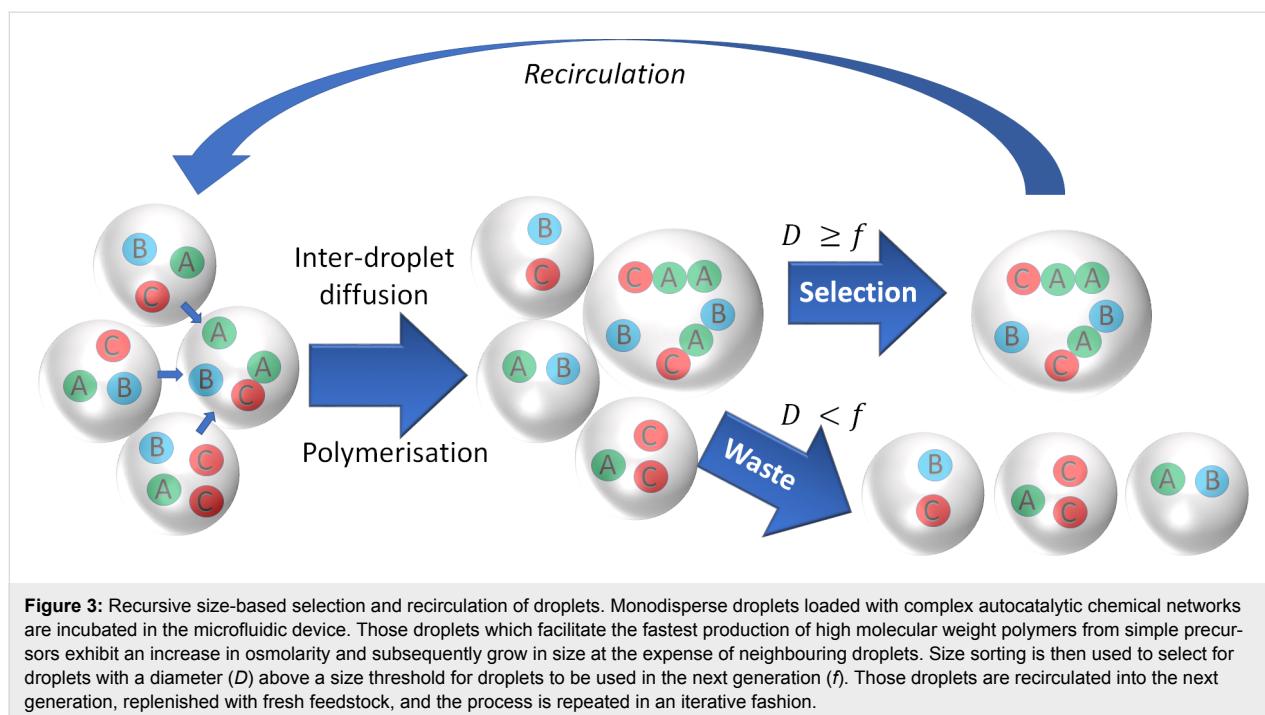 Recirculation
B
A
C
C
A
B
A
A
B
C
B
C
A
C
C
Inter-droplet
diffusion
Polymerisation
B
C
A
B
C A A
B
B
A
C
C
A
C
D ≥ f
Selection
D < f
Waste
C A A
B
B
A
C
B
C
C
A
C
A
B
Figure 3: Recursive size-based selection and recirculation of droplets. Monodisperse droplets loaded with complex autocatalytic chemical networks
are incubated in the microfluidic device. Those droplets which facilitate the fastest production of high molecular weight polymers from simple precur-
sors exhibit an increase in osmolarity and subsequently grow in size at the expense of neighbouring droplets. Size sorting is then used to select for
droplets with a diameter (D) above a size threshold for droplets to be used in the next generation (f). Those droplets are recirculated into the next
generation, replenished with fresh feedstock, and the process is repeated in an iterative fashion.